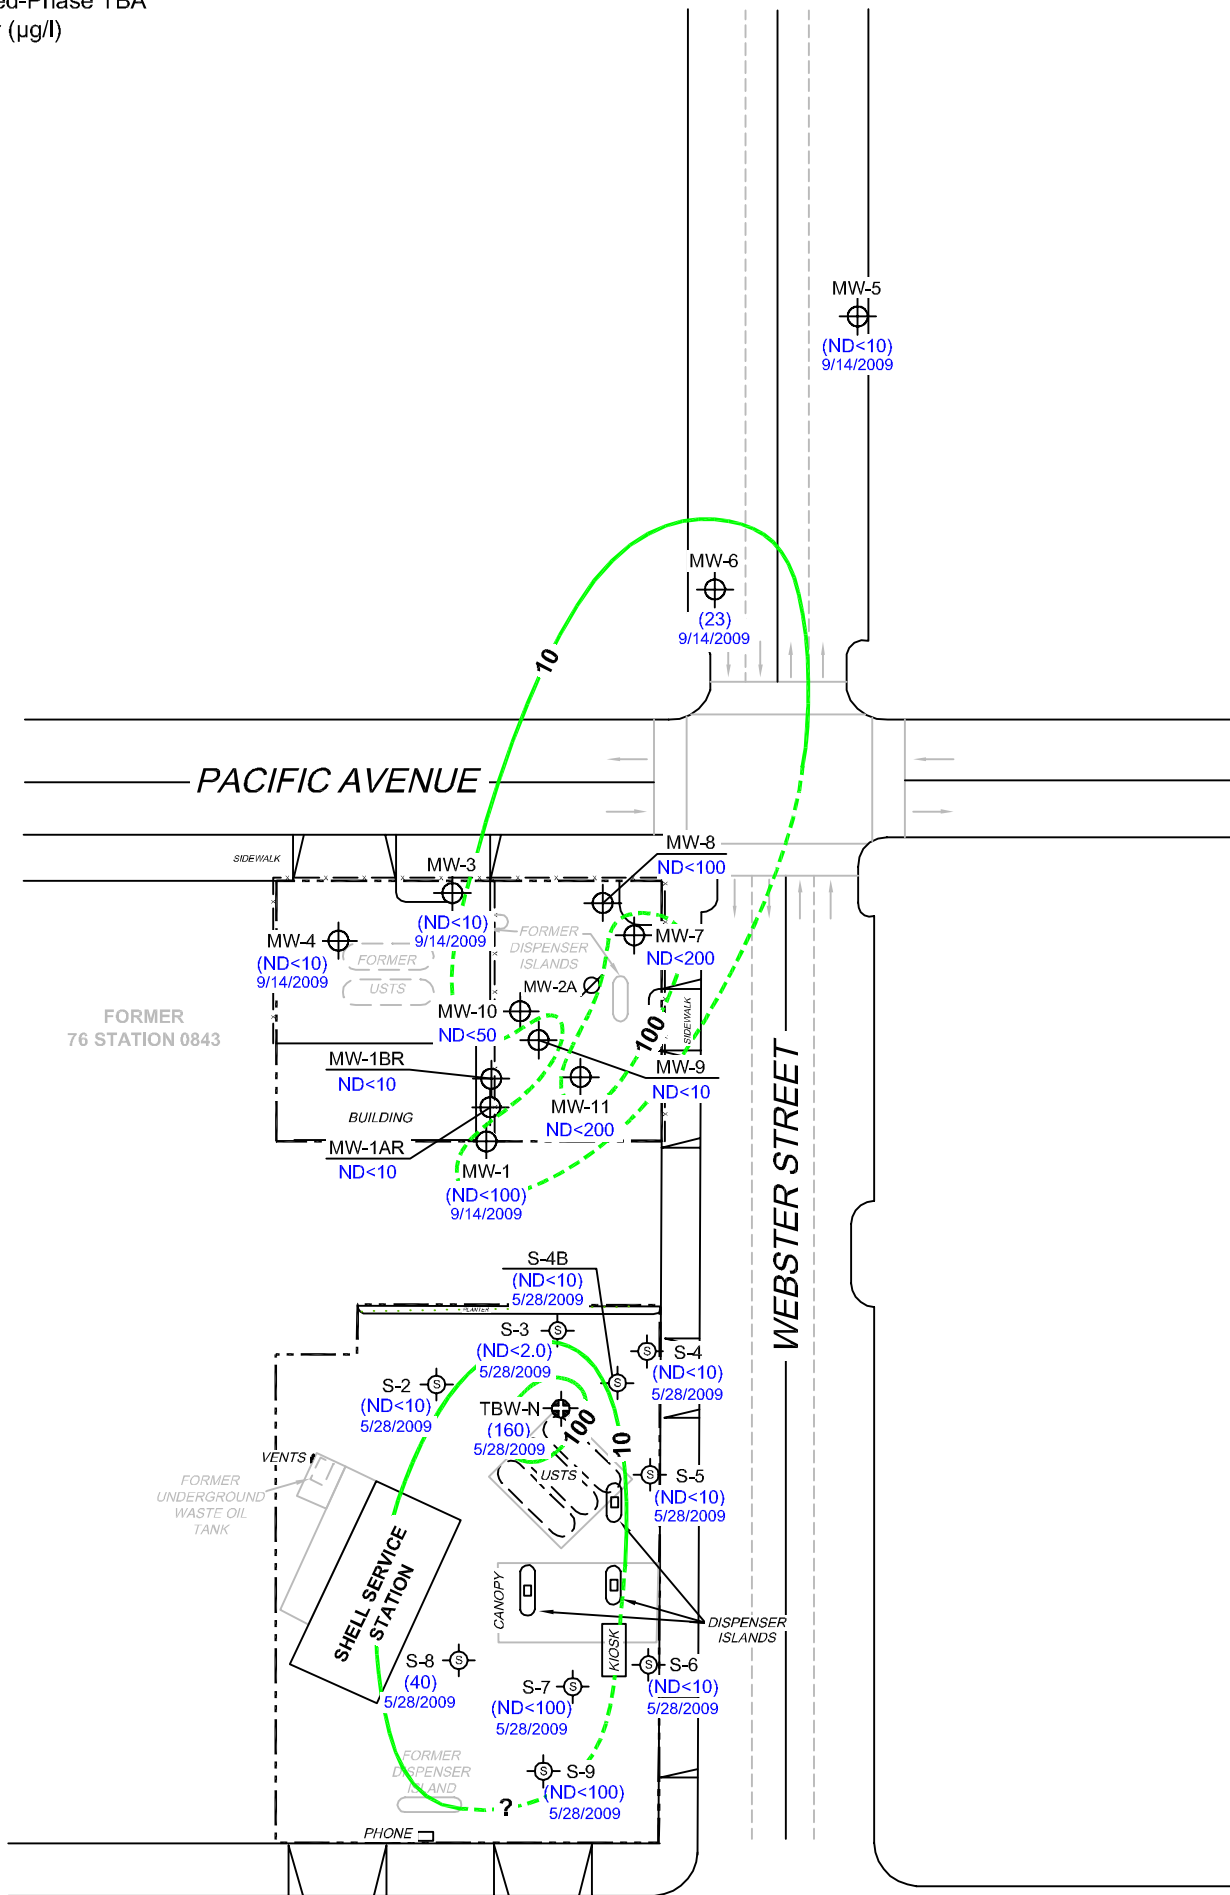 ed-Phase TBA
(µg/l)
MW-5
(ND<10)
9/14/2009
MW-6
(23)
9/14/2009
10
PACIFIC AVENUE
SIDEWALK
MW-3
(ND<10)
9/14/2009
MW-8
ND<100
MW-4
(ND<10)
9/14/2009
FORMER
USTS
FORMER
DISPENSER
ISLANDS
MW-7
ND<200
MW-2A
FORMER
76 STATION 0843
MW-10
ND<50
100
SIDEWALK
MW-1BR
ND<10
MW-9
ND<10
BUILDING
MW-11
ND<200
MW-1AR
ND<10
MW-1
(ND<100)
9/14/2009
WEBSTER STREET
S-4B
(ND<10)
5/28/2009
PLANTER
S-3
(ND<2.0)
5/28/2009
S
S
S-4
(ND<10)
5/28/2009
S-2
(ND<10)
5/28/2009
S
S
TBW-N
(160)
5/28/2009
100
10
VENTS
USTS
S
S-5
(ND<10)
5/28/2009
FORMER
UNDERGROUND
WASTE OIL
TANK
SHELL SERVICE
STATION
CANOPY
DISPENSER
ISLANDS
KIOSK
S-8
(40)
5/28/2009
S
S-7
(ND<100)
5/28/2009
S
S
S-6
(ND<10)
5/28/2009
FORMER
DISPENSER
ISLAND
S
S-9
(ND<100)
5/28/2009
?
PHONE